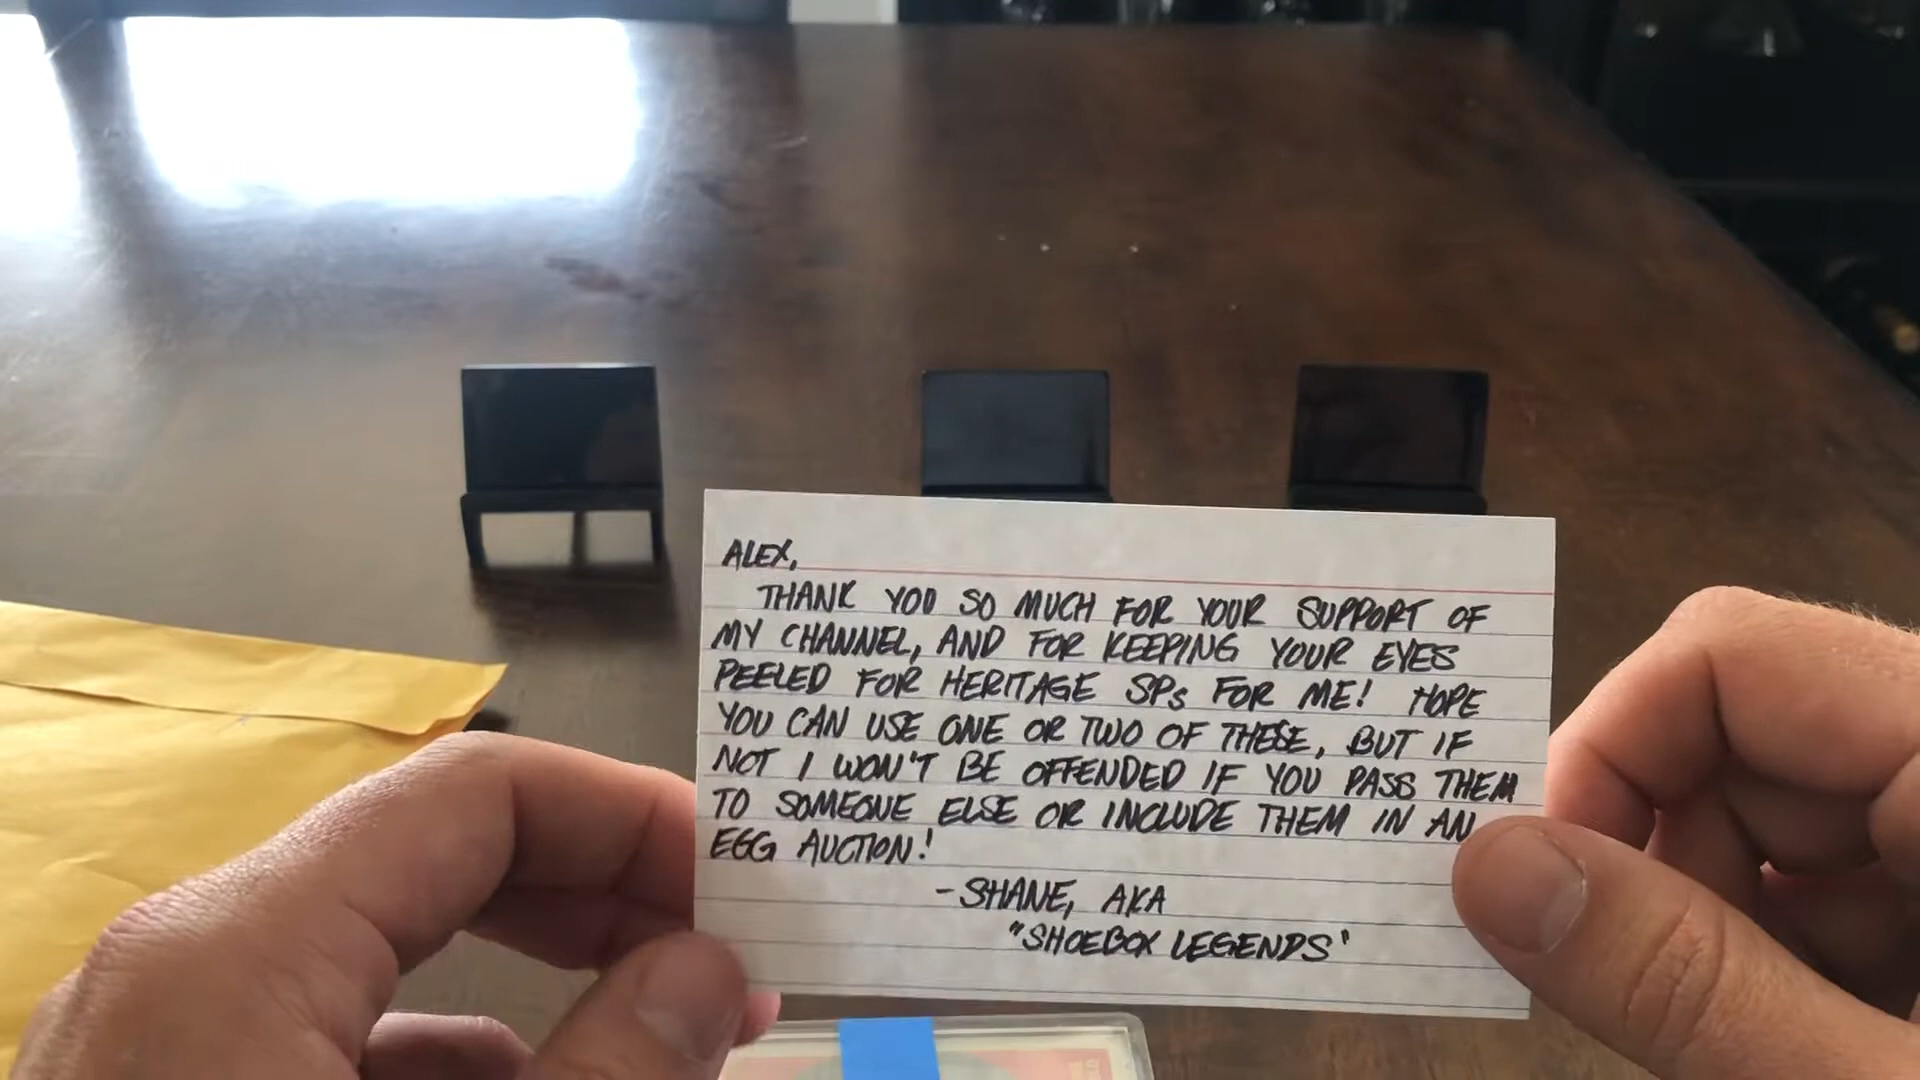 ALEX,
THANK YOU SO MUCH FOR YOUR SUPPORT OF
MY CHANNEL, AND FOR KEEPING YOUR EYES
PEELED FOR HERITAGE SPs FOR ME! HOPE
YOU CAN USE ONE OR TWO OF THESE, BUT IF
NOT I WON'T BE OFFENDED IF YOU PASS THEM
TO SOMEONE ELSE OR INCLUDE THEM IN AN
EGG AUCTION!
- SHANE, AKA
"SHOEBOX LEGENDS"